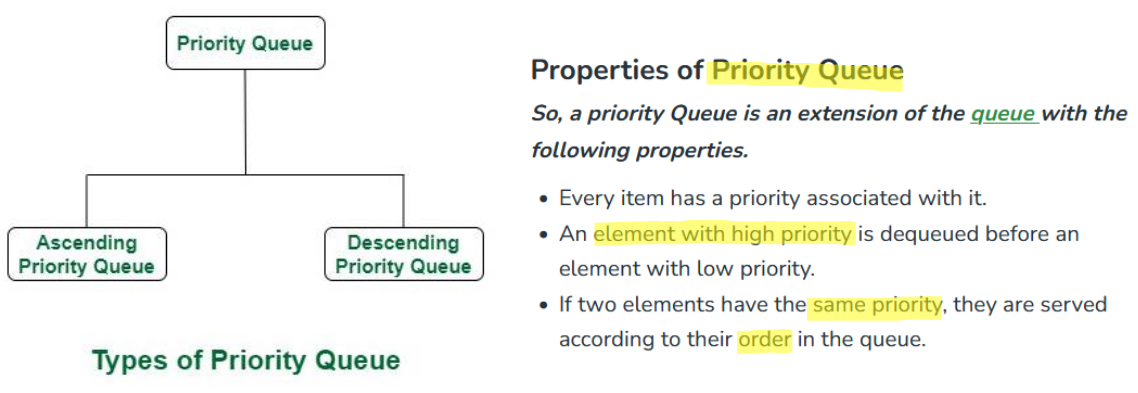 Priority Queue
Ascending
Priority Queue
Descending
Priority Queue
Types of Priority Queue
Properties of Priority Queue
So, a priority Queue is an extension of the queue with the
following properties.
• Every item has a priority associated with it.
• An element with high priority is dequeued before an
element with low priority.
• If two elements have the same priority, they are served
according to their order in the queue.